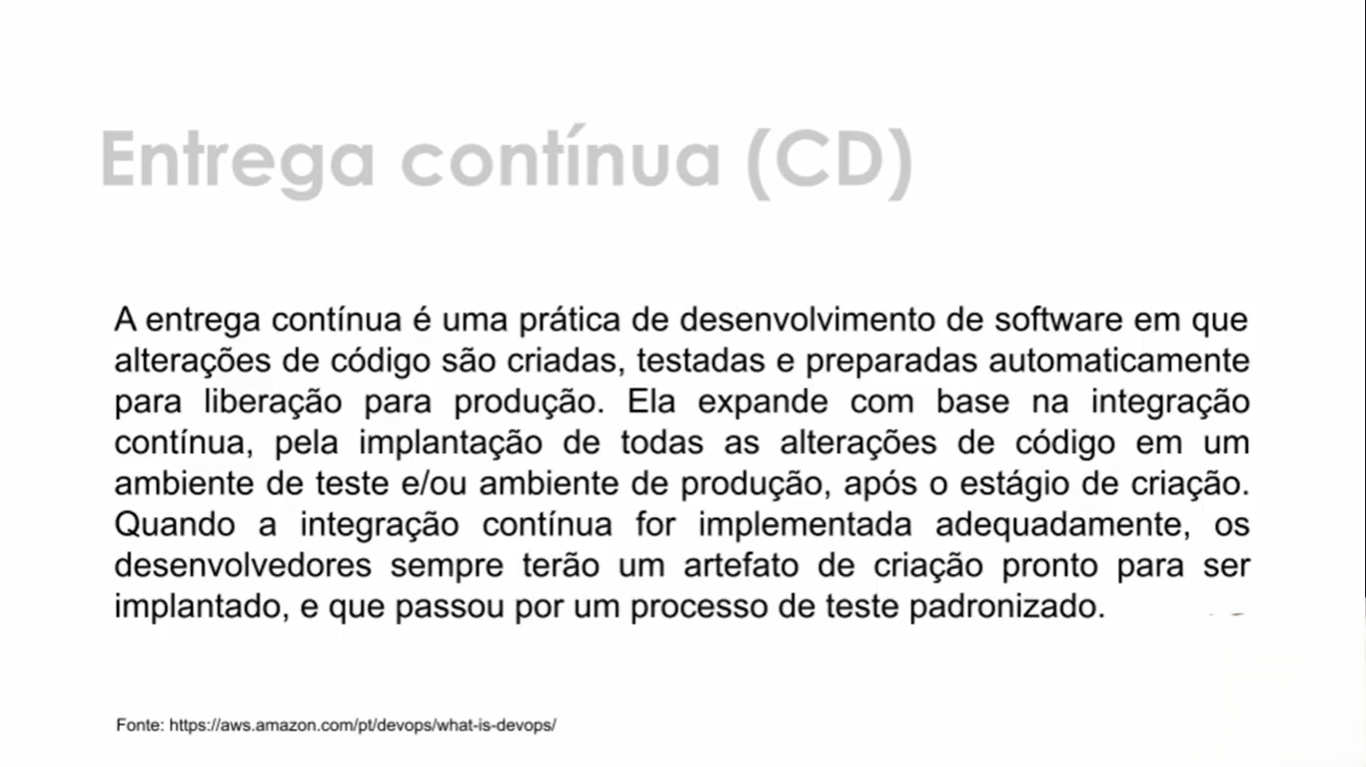 Entrega contínua (CD)
A entrega contínua é uma prática de desenvolvimento de software em que
alterações de código são criadas, testadas e preparadas automaticamente
para liberação para produção. Ela expande com base na integração
contínua, pela implantação de todas as alterações de código em um
ambiente de teste e/ou ambiente de produção, após o estágio de criação.
Quando a integração contínua for implementada adequadamente, os
desenvolvedores sempre terão um artefato de criação pronto para ser
implantado, e que passou por um processo de teste padronizado.
Fonte: https://aws.amazon.com/pt/devops/what-is-devops/